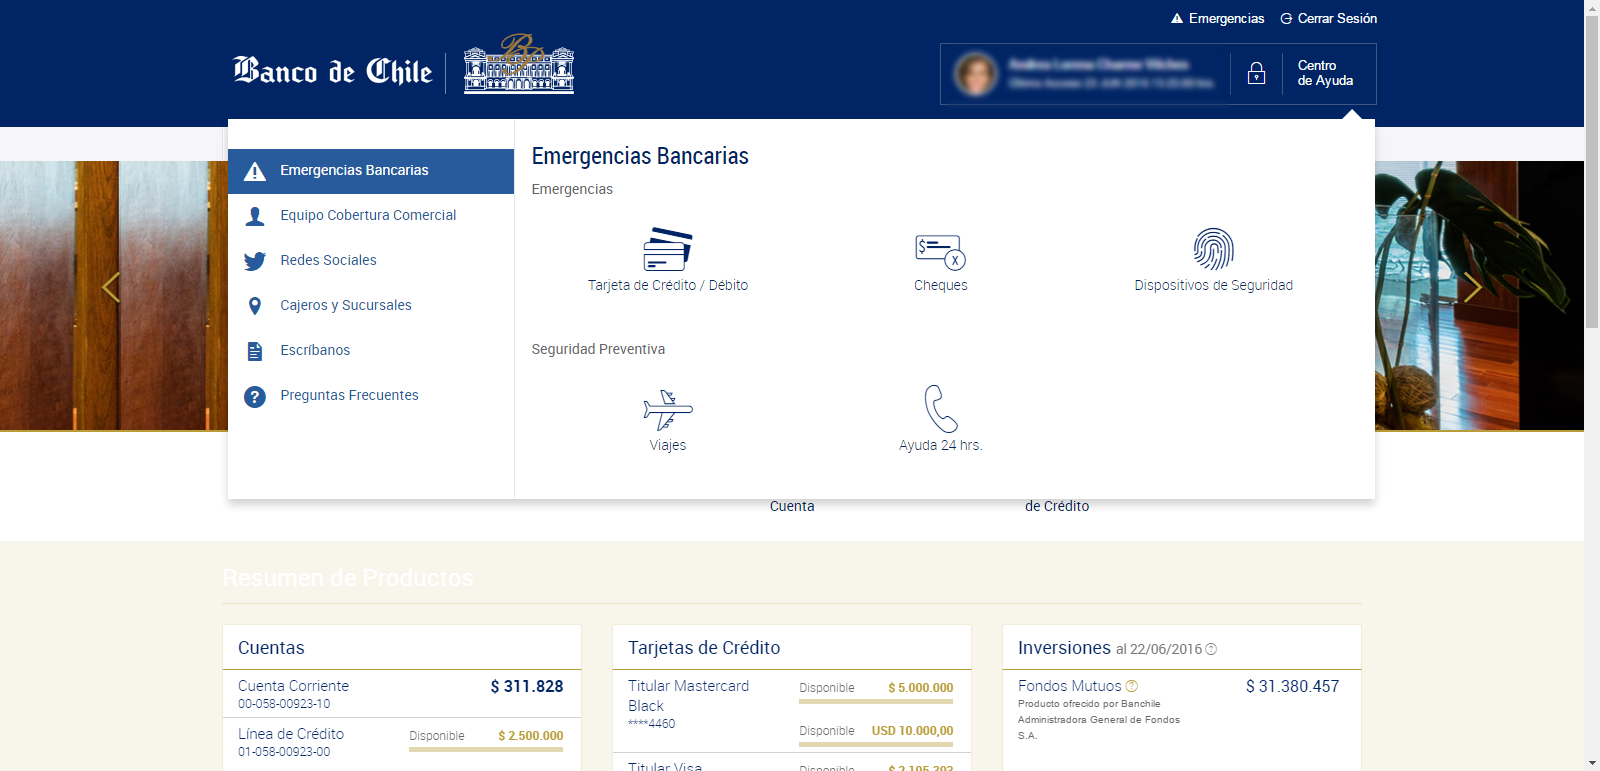 Emergencias
Cerrar Sesión
Banco de Chile
Centro
de Ayuda
Emergencias Bancarias
Equipo Cobertura Comercial
Redes Sociales
Cajeros y Sucursales
Escríbanos
Preguntas Frecuentes
Emergencias Bancarias
Emergencias
Tarjeta de Crédito / Débito
Cheques
Dispositivos de Seguridad
Seguridad Preventiva
Viajes
Ayuda 24 hrs.
Cuenta
de Crédito
Resumen de Productos
Cuentas
Cuenta Corriente
$ 311.828
00-058-00923-10
Línea de Crédito
Disponible
$ 2.500.000
01-058-00923-00
Tarjetas de Crédito
Titular Mastercard
Black
****4460
Disponible
$ 5.000.000
Disponible
USD 10.000,00
Titular Visa
Disponible
$ 2.195.393
Inversiones al 22/06/2016
Fondos Mutuos
$ 31.380.457
Producto ofrecido por Banchile
Administradora General de Fondos
S.A.